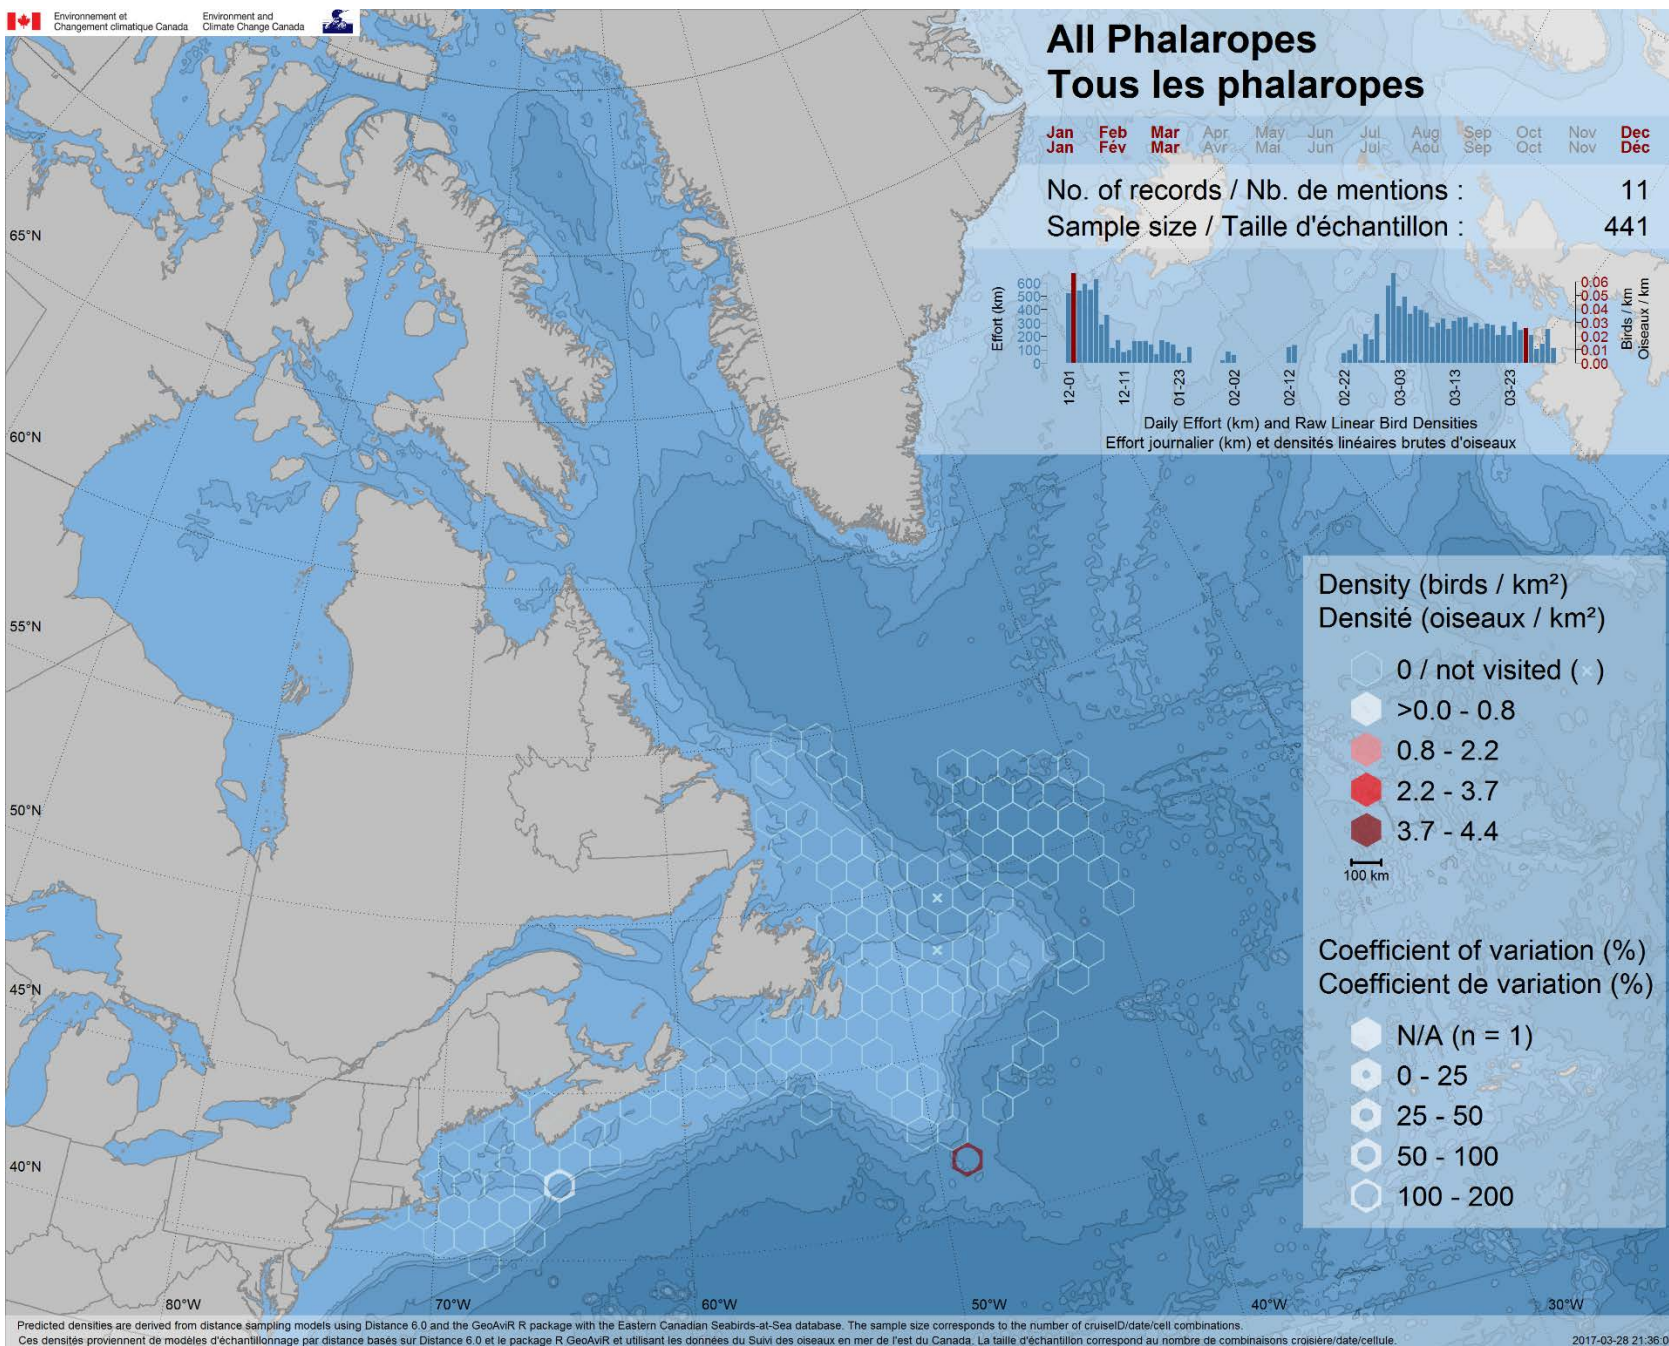 Environnement et
Changement climatique Canada
Environment and
Climate Change Canada
All Phalaropes
Tous les phalaropes
Jan Feb Mar Apr May Jun Jul Aug Sep Oct Nov Dec
Jan Fév Mar Avr Mai Jun Jul Aoû Sep Oct Nov Déc
No. of records / Nb. de mentions : 11
Sample size / Taille d'échantillon : 441
Effort (km)
600
500
400
300
200
100
0
0.06
0.05
0.04
0.03
0.02
0.01
0.00
Birds / km
Oiseaux / km
12-01 12-11 01-23 02-02 02-12 02-22 03-03 03-13 03-23
Daily Effort (km) and Raw Linear Bird Densities
Effort journalier (km) et densités linéaires brutes d'oiseaux
65°N
60°N
55°N
50°N
45°N
40°N
Density (birds / km²)
Densité (oiseaux / km²)
0 / not visited (×)
>0.0 - 0.8
0.8 - 2.2
2.2 - 3.7
3.7 - 4.4
100 km
Coefficient of variation (%)
Coefficient de variation (%)
N/A (n = 1)
0 - 25
25 - 50
50 - 100
100 - 200
80°W 70°W 60°W 50°W 40°W 30°W
Predicted densities are derived from distance sampling models using Distance 6.0 and the GeoAviR R package with the Eastern Canadian Seabirds-at-Sea database. The sample size corresponds to the number of cruiseID/date/cell combinations.
Ces densités proviennent de modèles d'échantillonnage par distance basés sur Distance 6.0 et le package R GeoAviR et utilisant les données du Suivi des oiseaux en mer de l'est du Canada. La taille d'échantillon correspond au nombre de combinaisons croisière/date/cellule.
2017-03-28 21:36:0